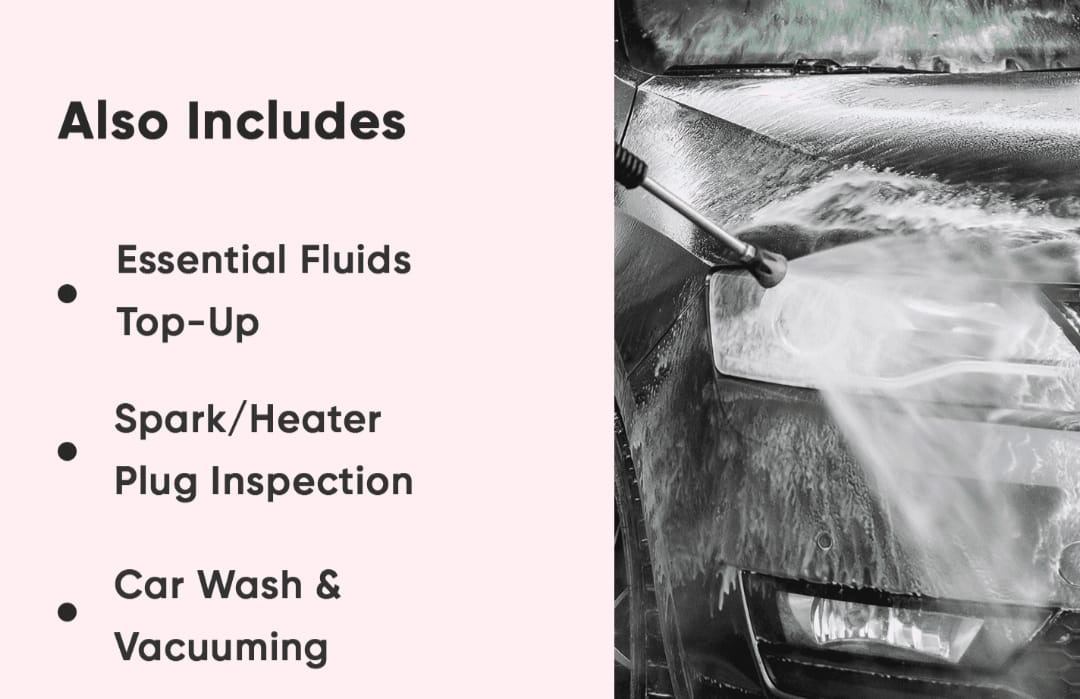 Also Includes
Essential Fluids
Top-Up
Spark/Heater
Plug Inspection
Car Wash &
Vacuuming